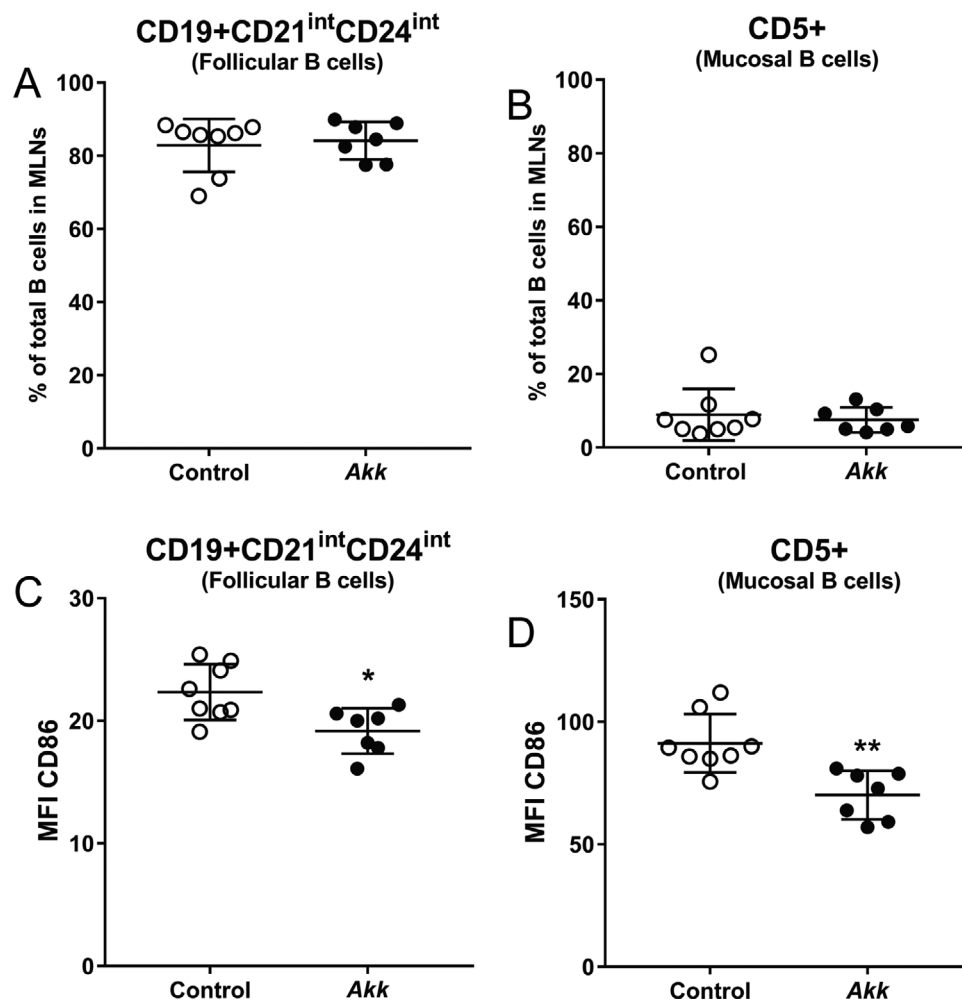 CD19+CD21intCD24int
(Follicular B cells)
A
% of total B cells in MLNs
100
80
60
40
20
0
Control
Akk
CD5+
(Mucosal B cells)
B
% of total B cells in MLNs
100
80
60
40
20
0
Control
Akk
CD19+CD21intCD24int
(Follicular B cells)
C
MFI CD86
30
20
10
0
*
Control
Akk
CD5+
(Mucosal B cells)
D
MFI CD86
150
100
50
0
**
Control
Akk